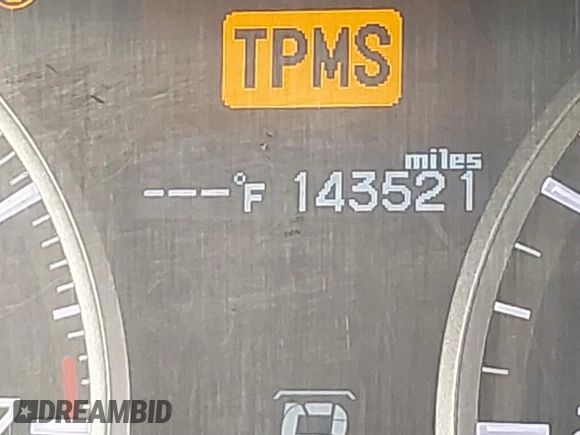 TPMS
miles
---°F 143521
DREAMBID